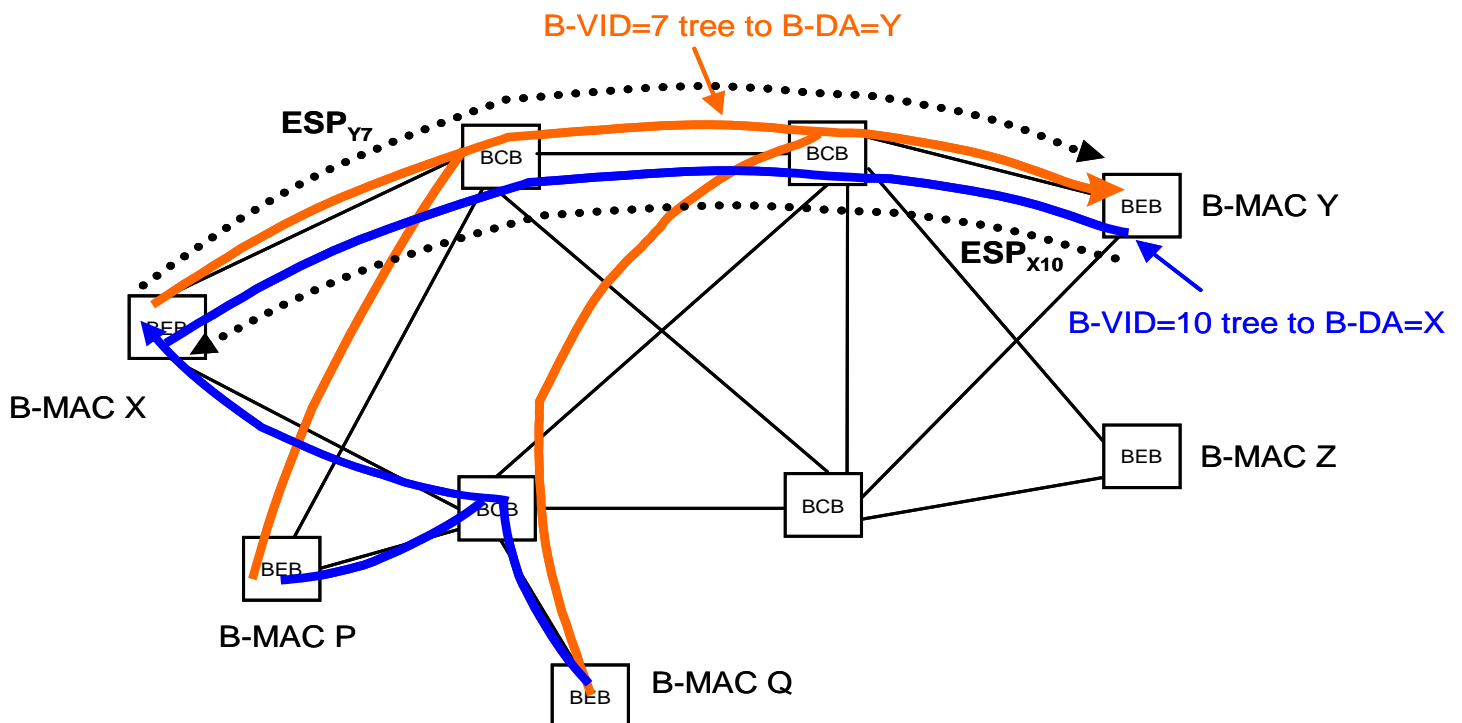 B-VID=7 tree to B-DA=Y
ESPY7
BCB
BCB
BEB
B-MAC Y
ESPX10
BEB
B-VID=10 tree to B-DA=X
B-MAC X
BEB
B-MAC Z
BCB
BCB
BEB
B-MAC P
BEB
B-MAC Q